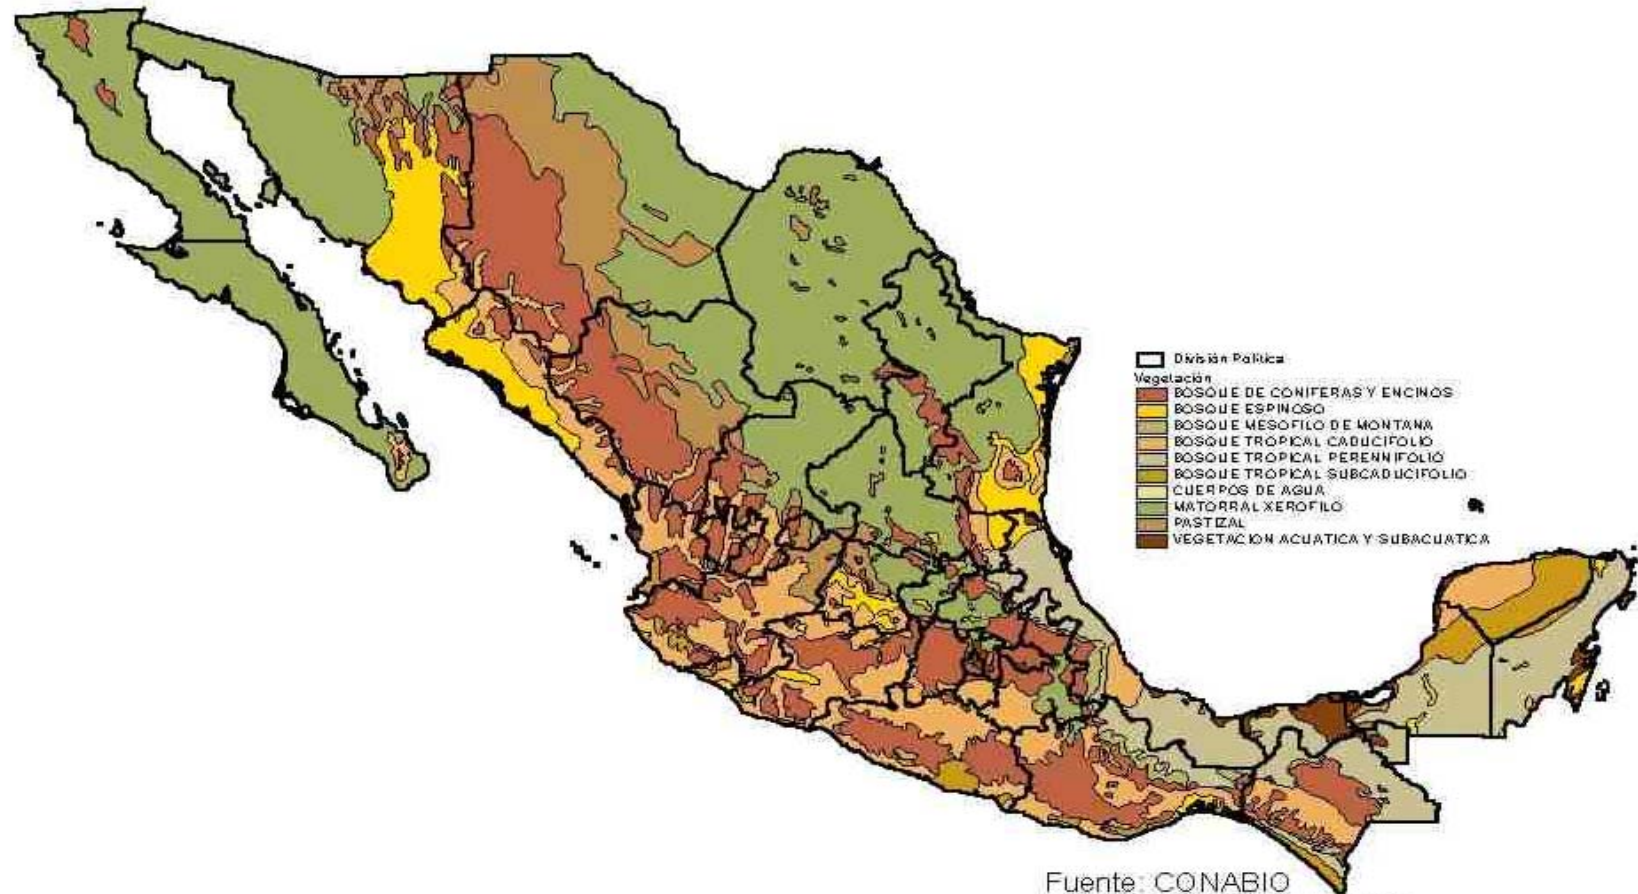 División Política
Vegetación
BOSQUE DE CONIFERAS Y ENCINOS
BOSQUE ESPINOSO
BOSQUE MESOFILO DE MONTANA
BOSQUE TROPICAL CADUCIFOLIO
BOSQUE TROPICAL PERENNIFOLIO
BOSQUE TROPICAL SUBCADUCIFOLIO
CUERPOS DE AGUA
MATORRAL XEROFILO
PASTIZAL
VEGETACION ACUATICA Y SUBACUATICA
Fuente: CONABIO